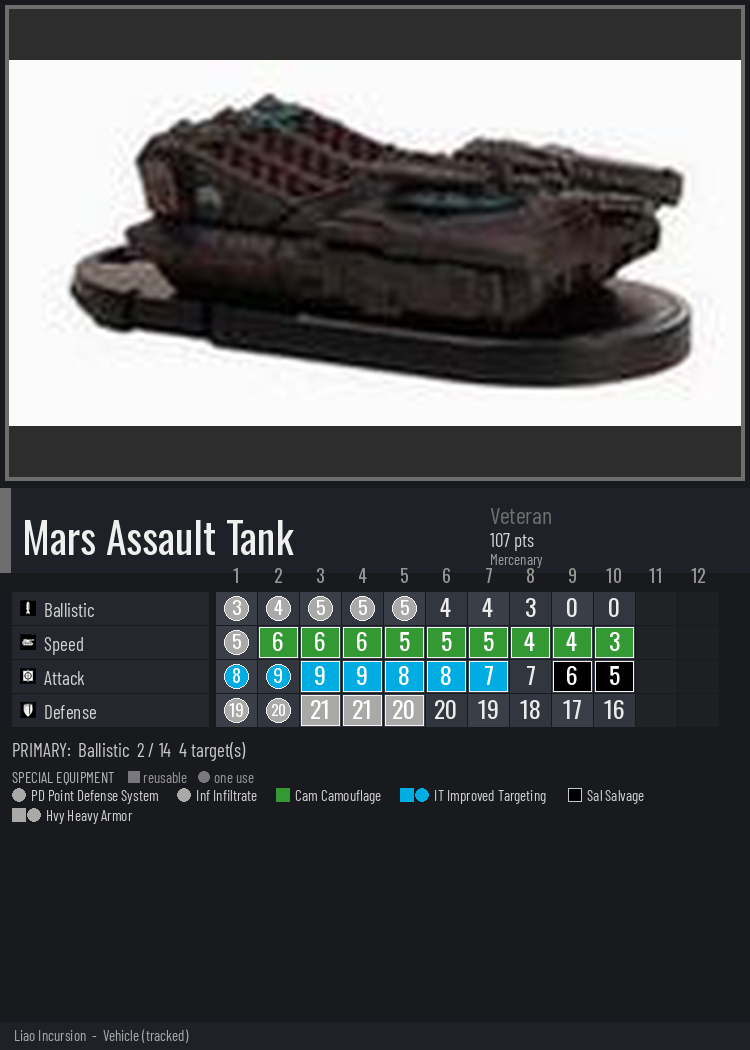 Mars Assault Tank
Veteran
107 pts
Mercenary
1 2 3 4 5 6 7 8 9 10 11 12
Ballistic 3 4 5 5 5 4 4 3 0 0
Speed 5 6 6 6 5 5 5 4 4 3
Attack 8 9 9 9 8 8 7 7 6 5
Defense 19 20 21 21 20 20 19 18 17 16
PRIMARY: Ballistic 2 / 14 4 target(s)
SPECIAL EQUIPMENT reusable one use
PD Point Defense System Inf Infiltrate Cam Camouflage IT Improved Targeting Sal Salvage
Hvy Heavy Armor
Liao Incursion - Vehicle (tracked)